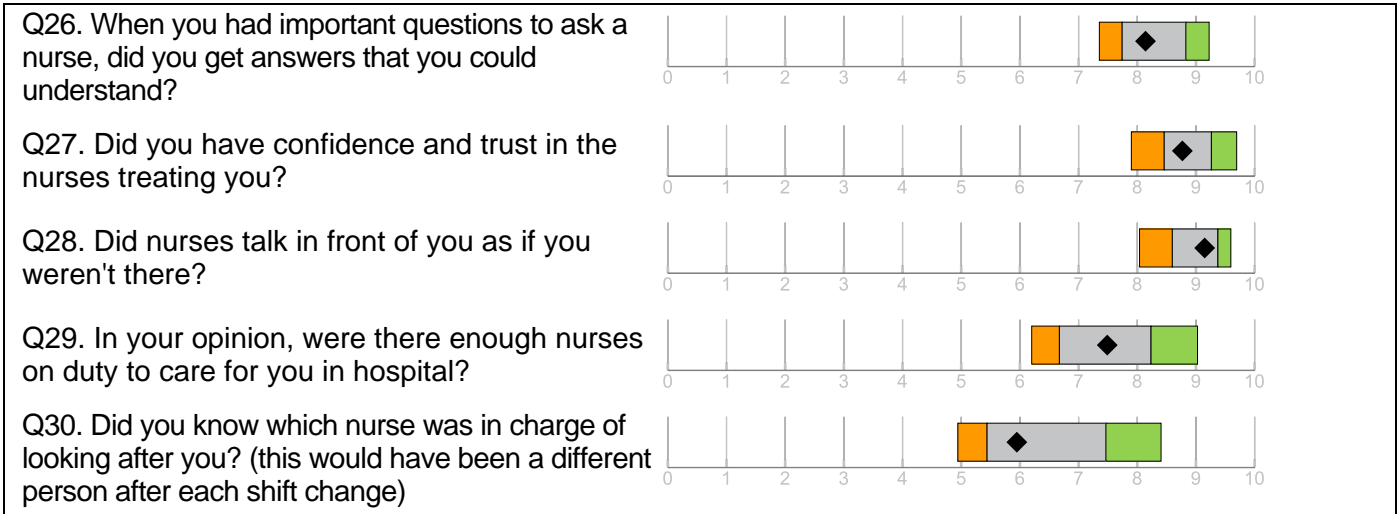 Q26. When you had important questions to ask a
nurse, did you get answers that you could
understand?
0 1 2 3 4 5 6 7 8 9 10
Q27. Did you have confidence and trust in the
nurses treating you?
0 1 2 3 4 5 6 7 8 9 10
Q28. Did nurses talk in front of you as if you
weren't there?
0 1 2 3 4 5 6 7 8 9 10
Q29. In your opinion, were there enough nurses
on duty to care for you in hospital?
0 1 2 3 4 5 6 7 8 9 10
Q30. Did you know which nurse was in charge of
looking after you? (this would have been a different
person after each shift change)
0 1 2 3 4 5 6 7 8 9 10